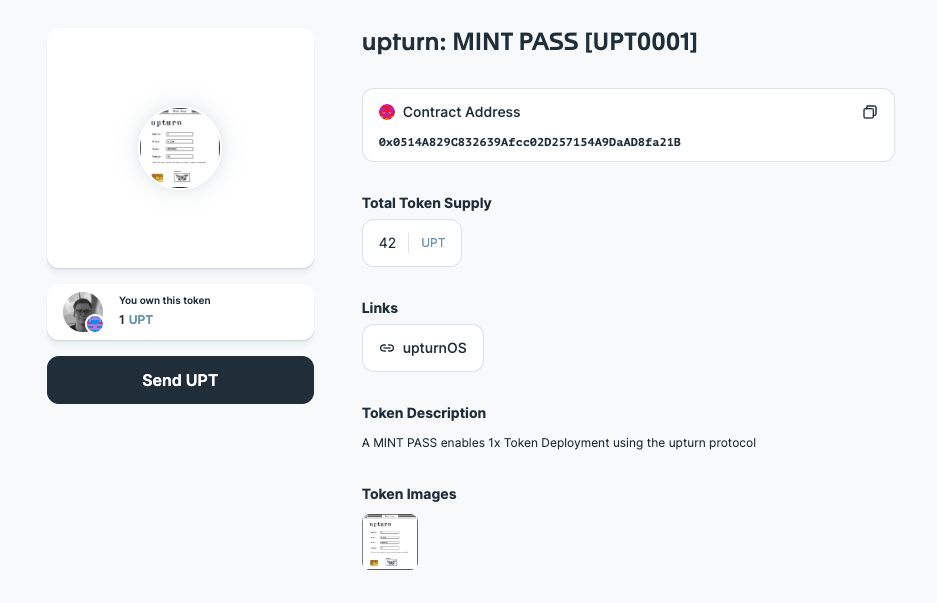 upturn: MINT PASS [UPT0001]
Contract Address
0x0514A829C832639Afcc02D257154A9DaAD8fa21B
upturn
You own this token
1 UPT
Send UPT
Total Token Supply
42 UPT
Links
upturnOS
Token Description
A MINT PASS enables 1x Token Deployment using the upturn protocol
Token Images
upturn